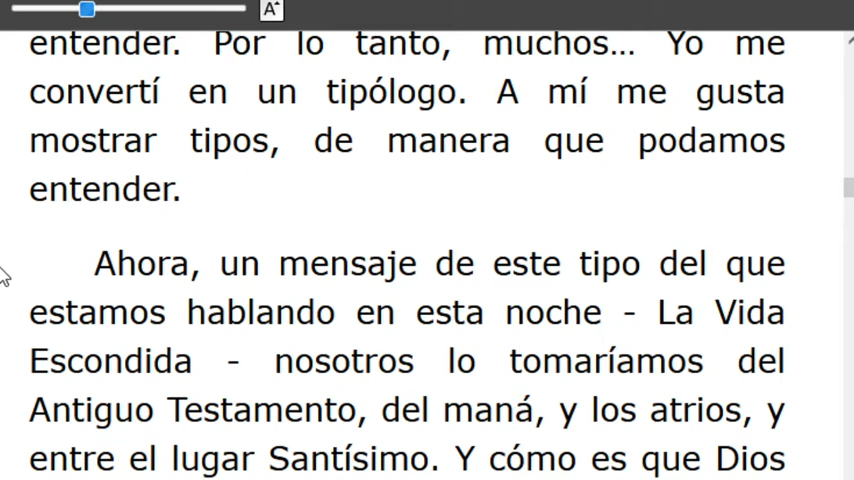 A
entender. Por lo tanto, muchos... Yo me
convertí en un tipólogo. A mí me gusta
mostrar tipos, de manera que podamos
entender.
Ahora, un mensaje de este tipo del que
estamos hablando en esta noche - La Vida
Escondida - nosotros lo tomaríamos del
Antiguo Testamento, del maná, y los atrios, y
entre el lugar Santísimo. Y cómo es que Dios